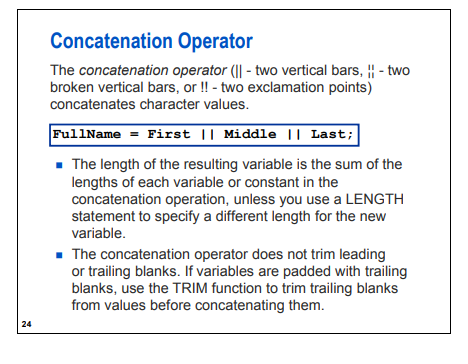 Concatenation Operator
The concatenation operator (|| - two vertical bars, ¦¦ - two
broken vertical bars, or !! - two exclamation points)
concatenates character values.
FullName = First || Middle || Last;
■ The length of the resulting variable is the sum of the
lengths of each variable or constant in the
concatenation operation, unless you use a LENGTH
statement to specify a different length for the new
variable.
■ The concatenation operator does not trim leading
or trailing blanks. If variables are padded with trailing
blanks, use the TRIM function to trim trailing blanks
from values before concatenating them.
24